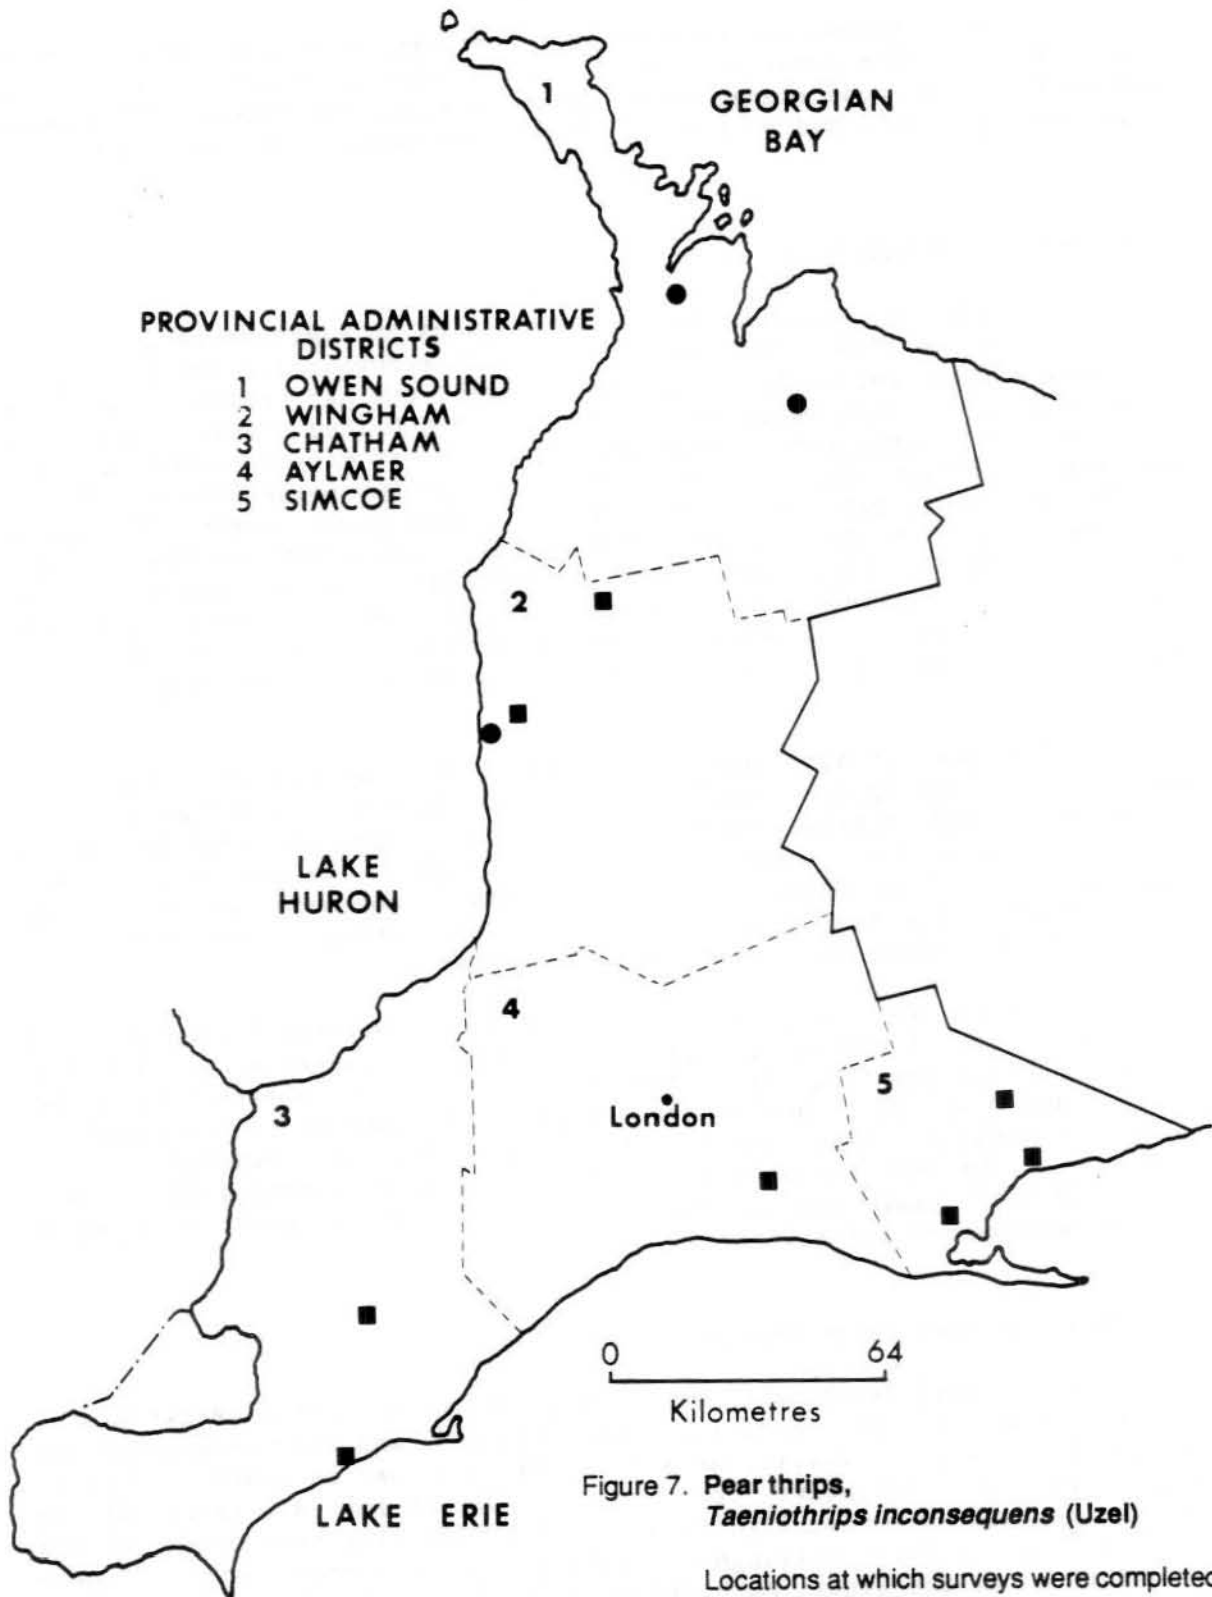 1
GEORGIAN
BAY
PROVINCIAL ADMINISTRATIVE
DISTRICTS
1 OWEN SOUND
2 WINGHAM
3 CHATHAM
4 AYLMER
5 SIMCOE
2
LAKE
HURON
4
5
3
London
0 64
Kilometres
Figure 7. Pear thrips,
Taeniothrips inconsequens (Uzel)
LAKE ERIE
Locations at which surveys were completed